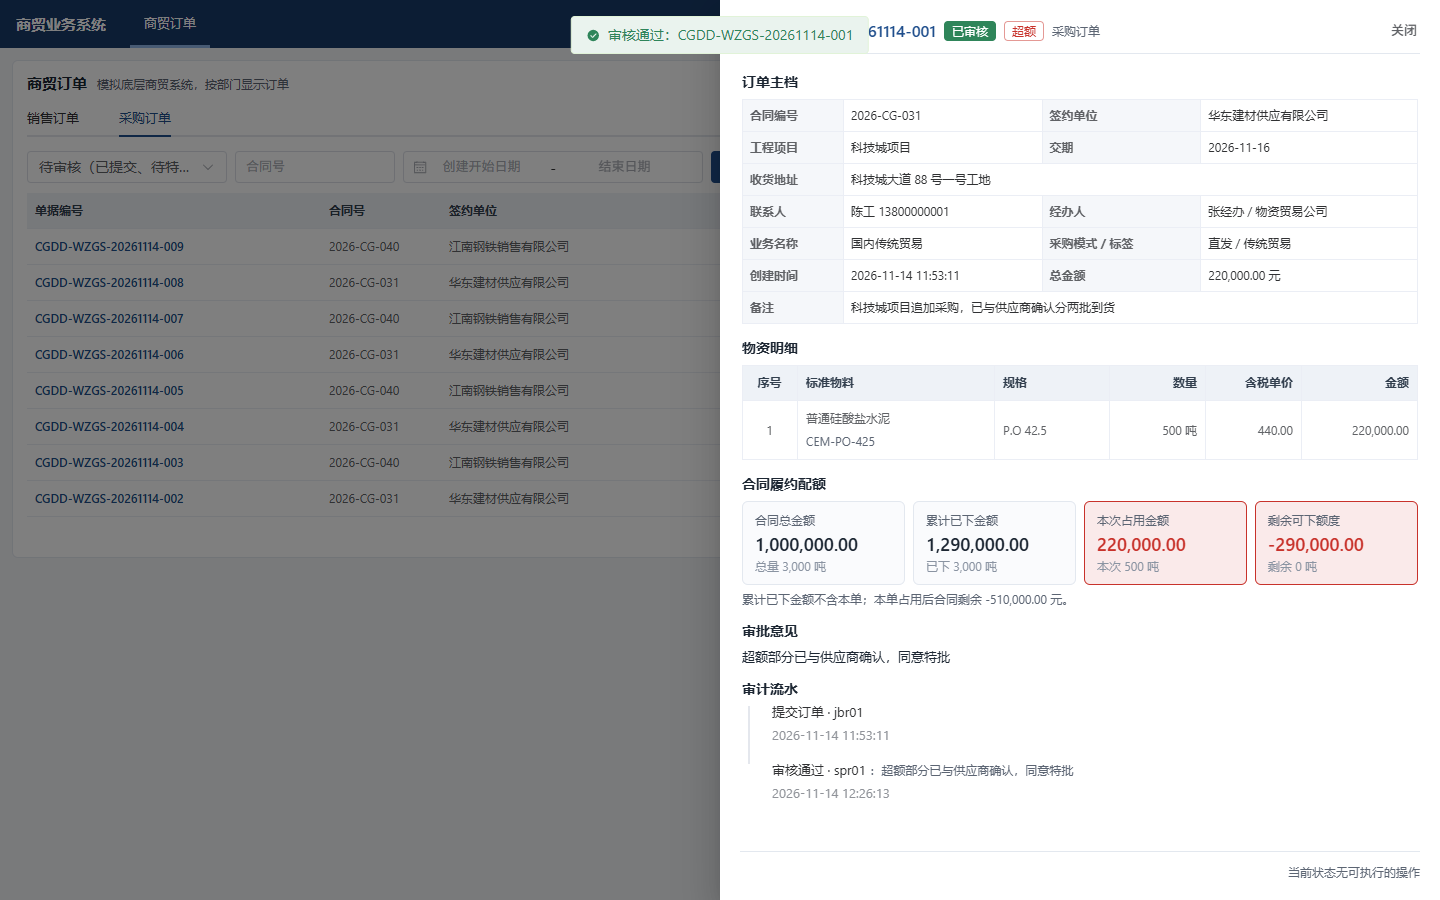 商贸业务系统 商贸订单
审核通过：CGDD-WZGS-20261114-001
61114-001 已审核 超额 采购订单 关闭
商贸订单 模拟底层商贸系统，按部门显示订单
销售订单 采购订单
待审核（已提交、待特... 合同号 创建开始日期 - 结束日期
单据编号 合同号 签约单位
CGDD-WZGS-20261114-009 2026-CG-040 江南钢铁销售有限公司
CGDD-WZGS-20261114-008 2026-CG-031 华东建材供应有限公司
CGDD-WZGS-20261114-007 2026-CG-040 江南钢铁销售有限公司
CGDD-WZGS-20261114-006 2026-CG-031 华东建材供应有限公司
CGDD-WZGS-20261114-005 2026-CG-040 江南钢铁销售有限公司
CGDD-WZGS-20261114-004 2026-CG-031 华东建材供应有限公司
CGDD-WZGS-20261114-003 2026-CG-040 江南钢铁销售有限公司
CGDD-WZGS-20261114-002 2026-CG-031 华东建材供应有限公司
订单主档
合同编号 2026-CG-031 签约单位 华东建材供应有限公司
工程项目 科技城项目 交期 2026-11-16
收货地址 科技城大道 88 号一号工地
联系人 陈工 13800000001 经办人 张经办 / 物资贸易公司
业务名称 国内传统贸易 采购模式 / 标签 直发 / 传统贸易
创建时间 2026-11-14 11:53:11 总金额 220,000.00 元
备注 科技城项目追加采购，已与供应商确认分两批到货
物资明细
序号 标准物料 规格 数量 含税单价 金额
1 普通硅酸盐水泥 P.O 42.5 500 吨 440.00 220,000.00
CEM-PO-425
合同履约配额
合同总金额 累计已下金额 本次占用金额 剩余可下额度
1,000,000.00 1,290,000.00 220,000.00 -290,000.00
总量 3,000 吨 已下 3,000 吨 本次 500 吨 剩余 0 吨
累计已下金额不含本单；本单占用后合同剩余 -510,000.00 元。
审批意见
超额部分已与供应商确认，同意特批
审计流水
提交订单 · jbr01
2026-11-14 11:53:11
审核通过 · spr01 ：超额部分已与供应商确认，同意特批
2026-11-14 12:26:13
当前状态无可执行的操作